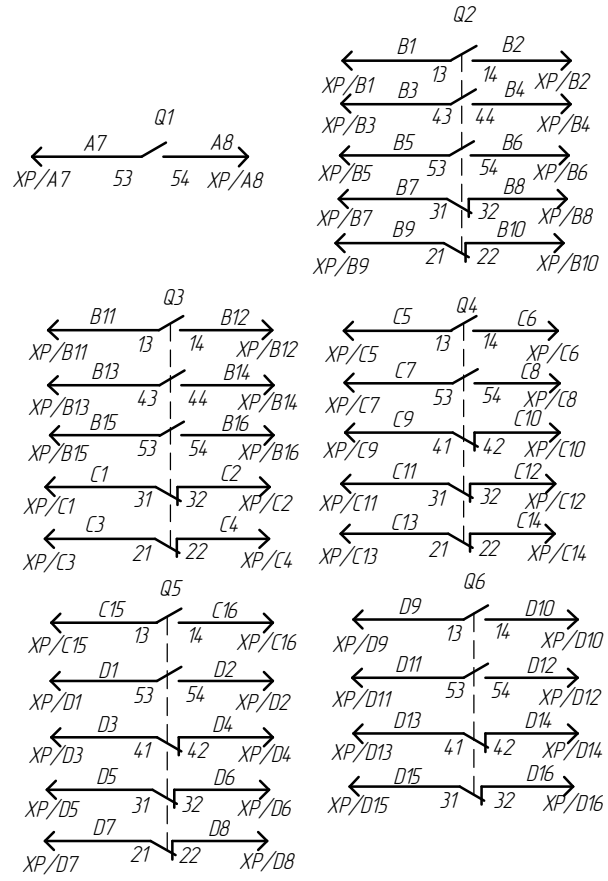 Q1
A7 A8
XP/A7 53 54 XP/A8
Q2
B1 B2
XP/B1 13 14 XP/B2
B3 B4
XP/B3 43 44 XP/B4
B5 B6
XP/B5 53 54 XP/B6
B7 B8
XP/B7 31 32 XP/B8
B9 B10
XP/B9 21 22 XP/B10
Q3
B11 B12
XP/B11 13 14 XP/B12
B13 B14
XP/B13 43 44 XP/B14
B15 B16
XP/B15 53 54 XP/B16
C1 C2
XP/C1 31 32 XP/C2
C3 C4
XP/C3 21 22 XP/C4
Q4
C5 C6
XP/C5 13 14 XP/C6
C7 C8
XP/C7 53 54 XP/C8
C9 C10
XP/C9 41 42 XP/C10
C11 C12
XP/C11 31 32 XP/C12
C13 C14
XP/C13 21 22 XP/C14
Q5
C15 C16
XP/C15 13 14 XP/C16
D1 D2
XP/D1 53 54 XP/D2
D3 D4
XP/D3 41 42 XP/D4
D5 D6
XP/D5 31 32 XP/D6
D7 D8
XP/D7 21 22 XP/D8
Q6
D9 D10
XP/D9 13 14 XP/D10
D11 D12
XP/D11 53 54 XP/D12
D13 D14
XP/D13 41 42 XP/D14
D15 D16
XP/D15 31 32 XP/D16